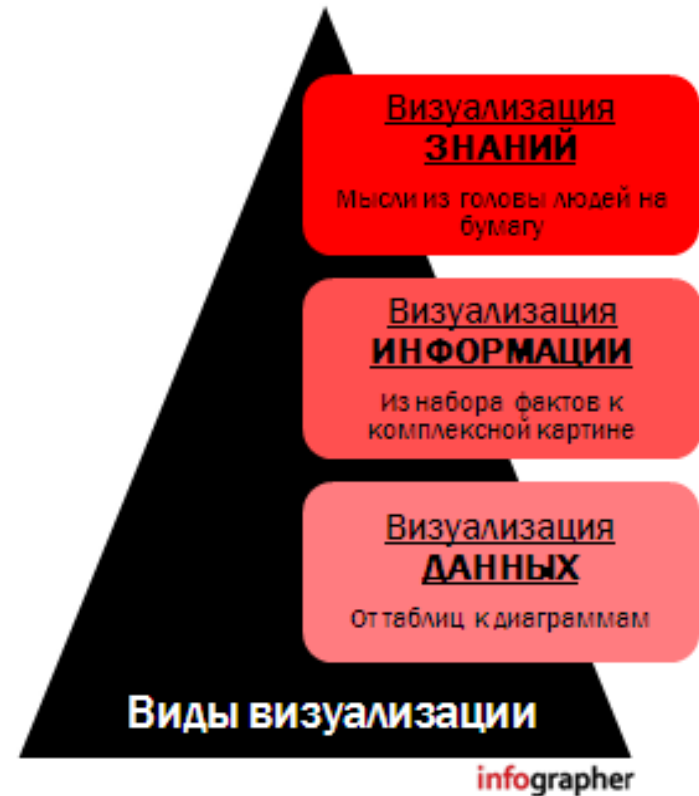 Визуализация
ЗНАНИЙ
Мысли из головы людей на
бумагу
Визуализация
ИНФОРМАЦИИ
Из набора фактов к
комплексной картине
Визуализация
ДАННЫХ
От таблиц к диаграммам
Виды визуализации
infographer